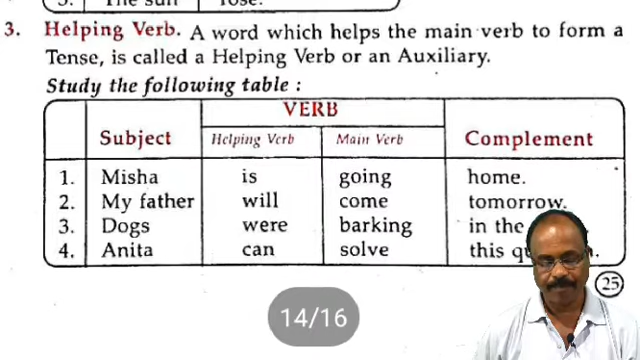 3. The sun rose.
3. Helping Verb. A word which helps the main verb to form a
Tense, is called a Helping Verb or an Auxiliary.
Study the following table :
VERB
Subject Helping Verb Main Verb Complement
1. Misha is going home.
2. My father will come tomorrow.
3. Dogs were barking in the
4. Anita can solve this
25
14/16